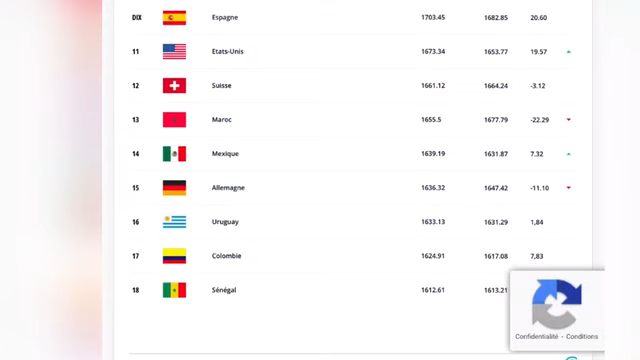 DIX Espagne 1703.45 1682.85 20.60
11 Etats-Unis 1673.34 1653.77 19.57
12 Suisse 1661.12 1664.24 -3.12
13 Maroc 1655.5 1677.79 -22.29
14 Mexique 1639.19 1631.87 7.32
15 Allemagne 1636.32 1647.42 -11.10
16 Uruguay 1633.13 1631.29 1,84
17 Colombie 1624.91 1617.08 7,83
18 Sénégal 1612.61 1613.21
Confidentialité - Conditions